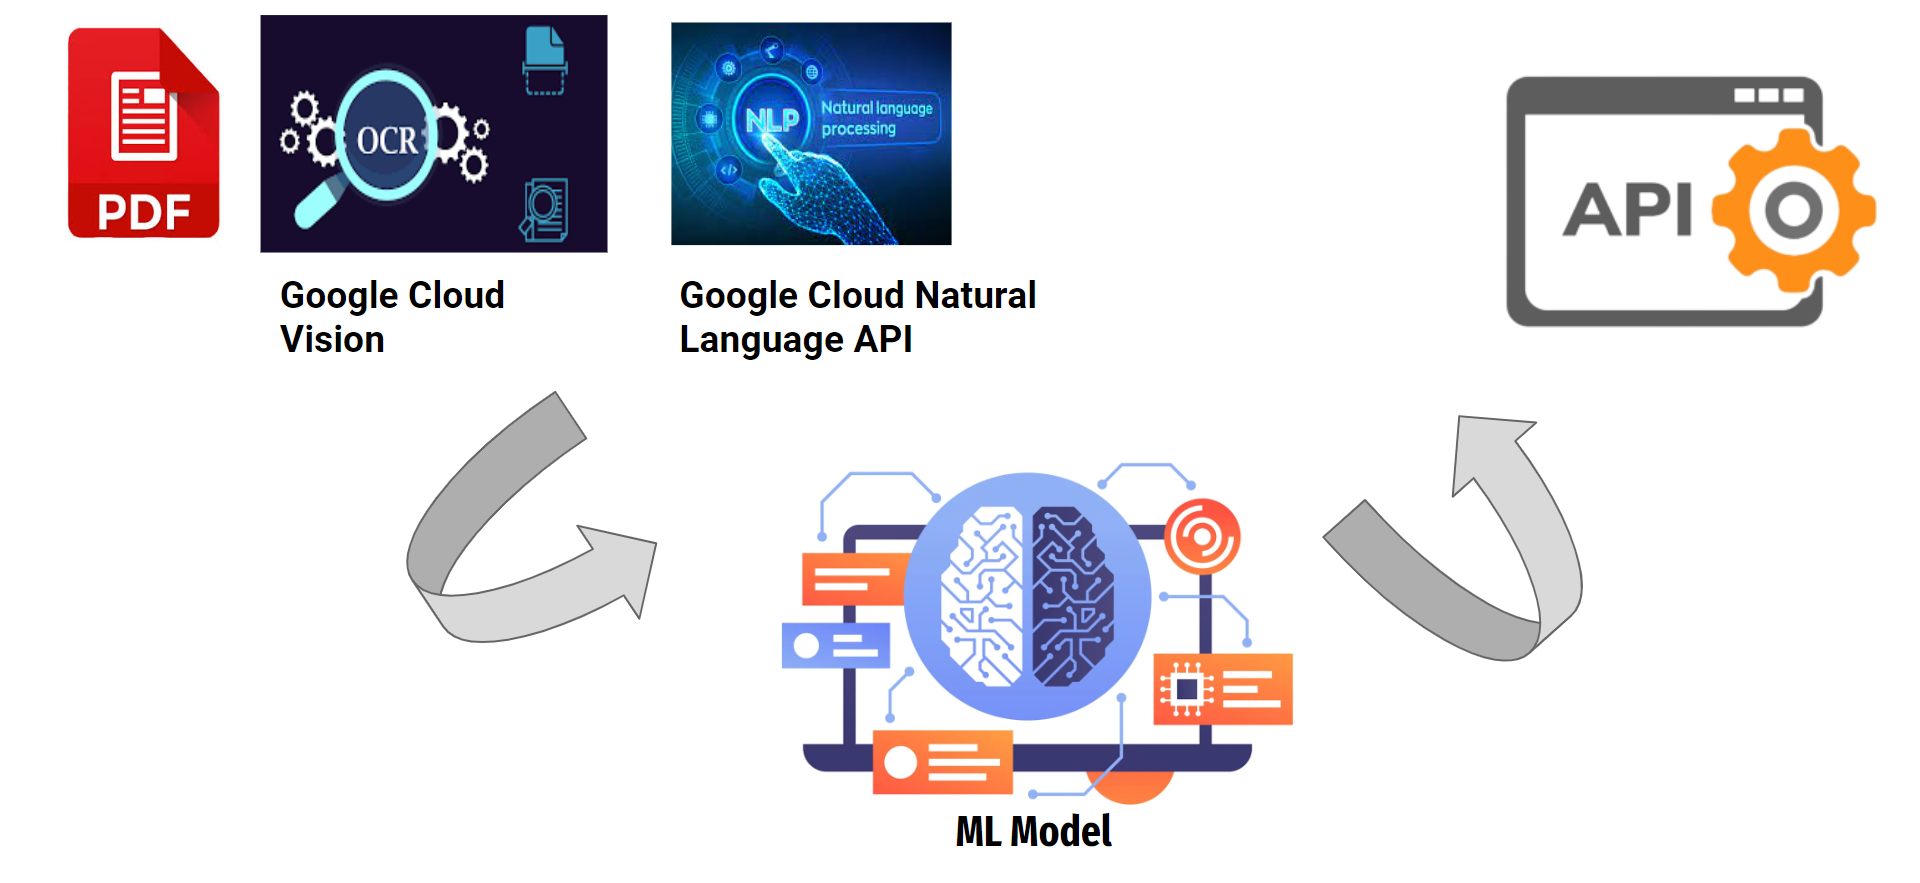 PDF
OCR
NLP
Natural language
processing
Google Cloud
Vision
Google Cloud Natural
Language API
API
ML Model